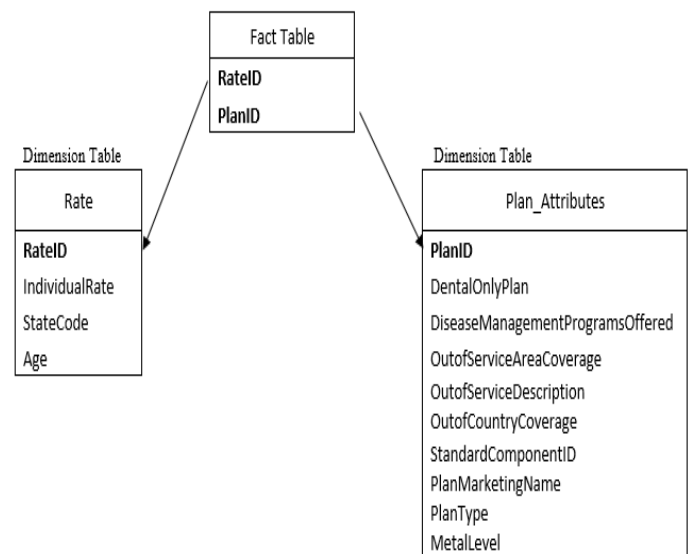 Fact Table
RateID
PlanID
Dimension Table
Rate
RateID
IndividualRate
StateCode
Age
Dimension Table
Plan_Attributes
PlanID
DentalOnlyPlan
DiseaseManagementProgramsOffered
OutofServiceAreaCoverage
OutofServiceDescription
OutofCountryCoverage
StandardComponentID
PlanMarketingName
PlanType
MetalLevel